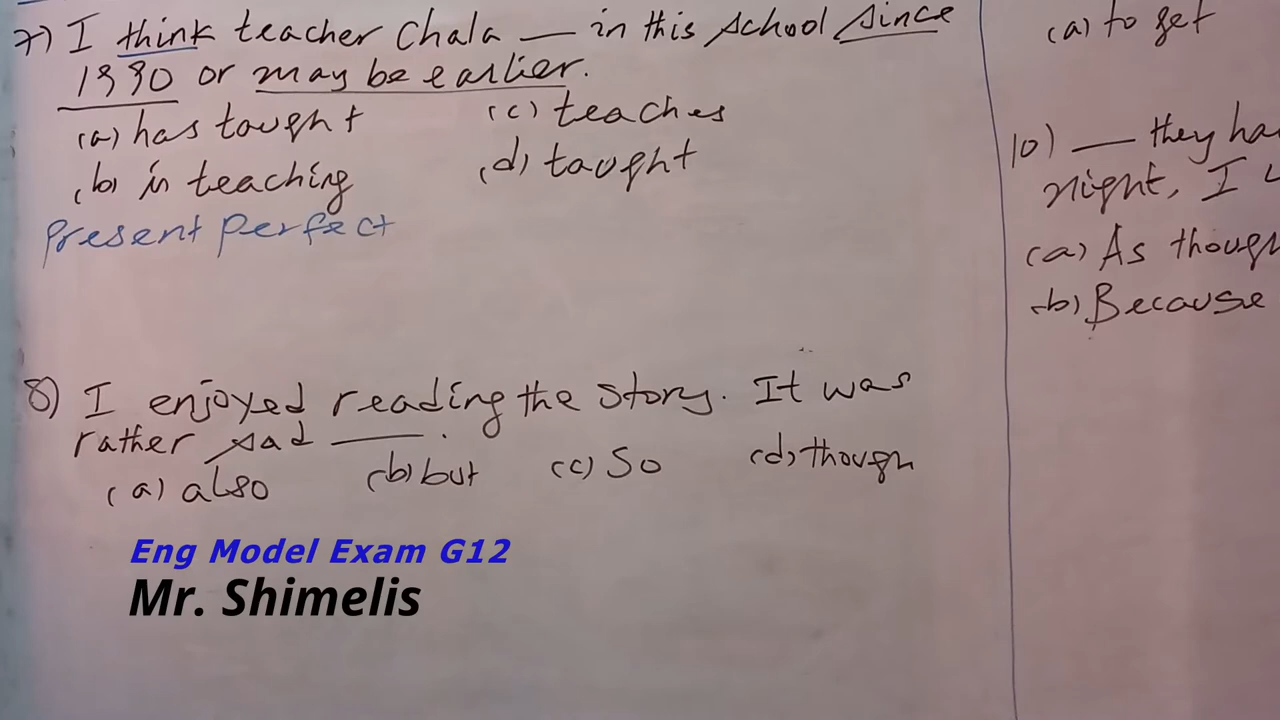 7) I think teacher Chala — in this school since
1990 or may be earlier.
(a) has taught (c) teaches
(b) is teaching (d) taught
Present perfect
8) I enjoyed reading the story. It was
rather sad ——.
(a) also (b) but (c) So (d) though
Eng Model Exam G12
Mr. Shimelis
(a) to get
10) — they ha
night, I
(a) As though
(b) Because